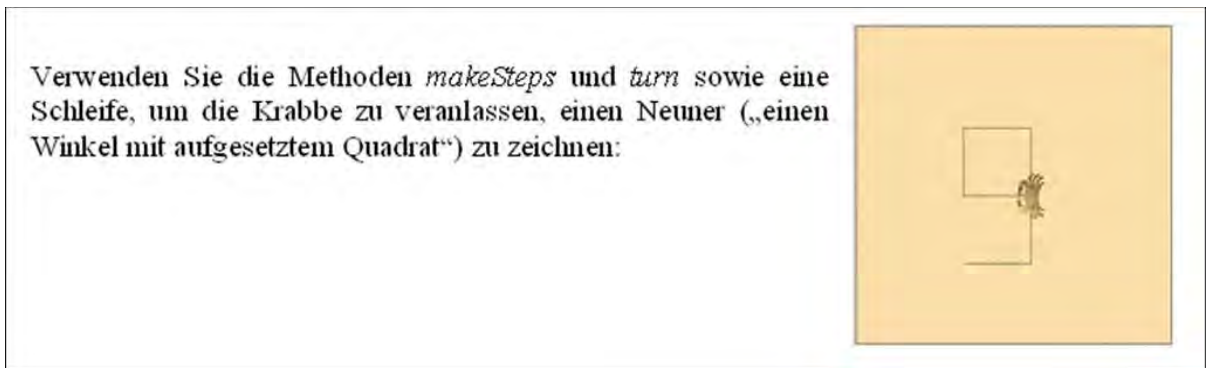 Verwenden Sie die Methoden makeSteps und turn sowie eine
Schleife, um die Krabbe zu veranlassen, einen Neuner („einen
Winkel mit aufgesetztem Quadrat“) zu zeichnen: